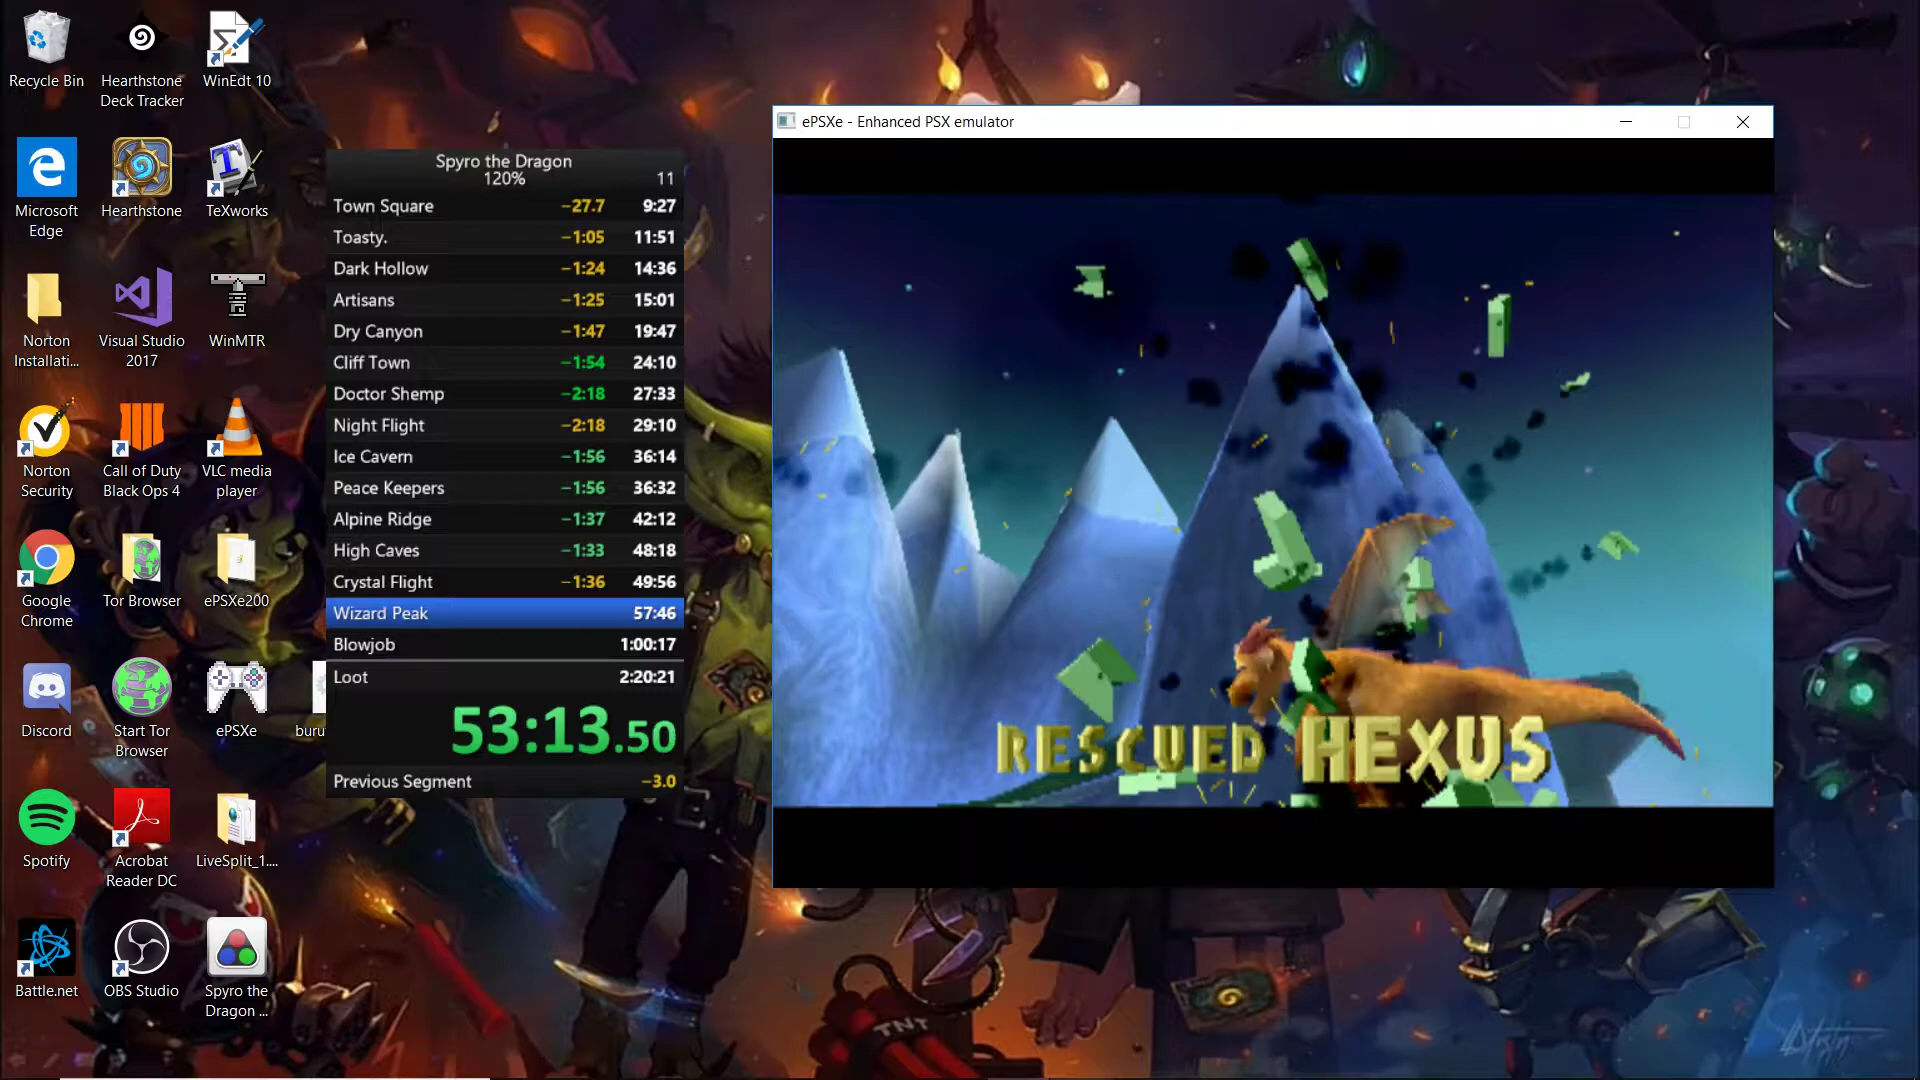 Recycle Bin
Hearthstone
Deck Tracker
WinEdt 10
Microsoft
Edge
Hearthstone
TeXworks
Norton
Installati...
Visual Studio
2017
WinMTR
Norton
Security
Call of Duty
Black Ops 4
VLC media
player
Google
Chrome
Tor Browser
ePSXe200
Discord
Start Tor
Browser
ePSXe
buru
Spotify
Acrobat
Reader DC
LiveSplit_1....
Battle.net
OBS Studio
Spyro the
Dragon ...
Spyro the Dragon
120% 11
Town Square −27.7 9:27
Toasty. −1:05 11:51
Dark Hollow −1:24 14:36
Artisans −1:25 15:01
Dry Canyon −1:47 19:47
Cliff Town −1:54 24:10
Doctor Shemp −2:18 27:33
Night Flight −2:18 29:10
Ice Cavern −1:56 36:14
Peace Keepers −1:56 36:32
Alpine Ridge −1:37 42:12
High Caves −1:33 48:18
Crystal Flight −1:36 49:56
Wizard Peak 57:46
Blowjob 1:00:17
Loot 2:20:21
53:13.50
Previous Segment −3.0
ePSXe - Enhanced PSX emulator
RESCUED HEXUS
TNT